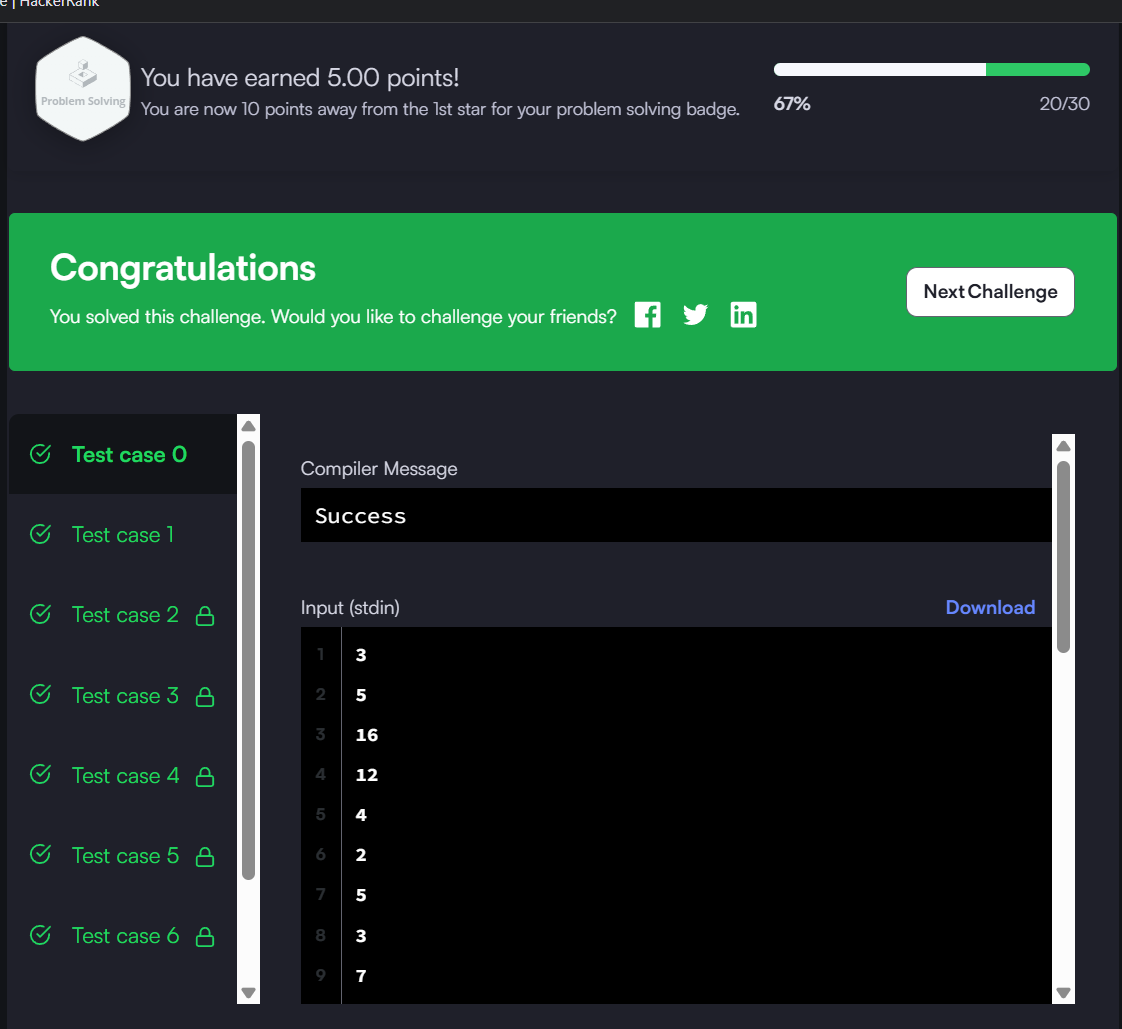 e | HackerRank
Problem Solving
You have earned 5.00 points!
You are now 10 points away from the 1st star for your problem solving badge.
67%
20/30
Congratulations
You solved this challenge. Would you like to challenge your friends?
Next Challenge
Test case 0
Test case 1
Test case 2
Test case 3
Test case 4
Test case 5
Test case 6
Compiler Message
Success
Input (stdin)
Download
1 3
2 5
3 16
4 12
5 4
6 2
7 5
8 3
9 7